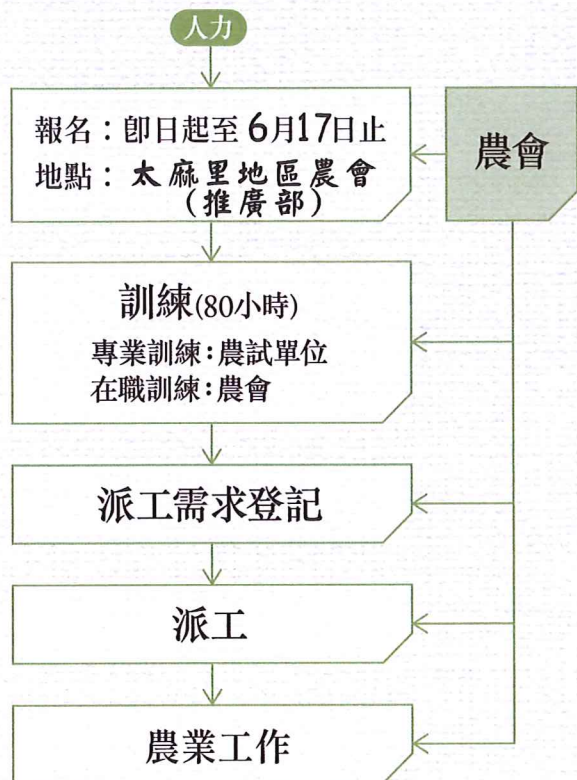 人力
報名：即日起至6月17日止
地點：太麻里地區農會
(推廣部)
農會
訓練(80小時)
專業訓練：農試單位
在職訓練：農會
派工需求登記
派工
農業工作